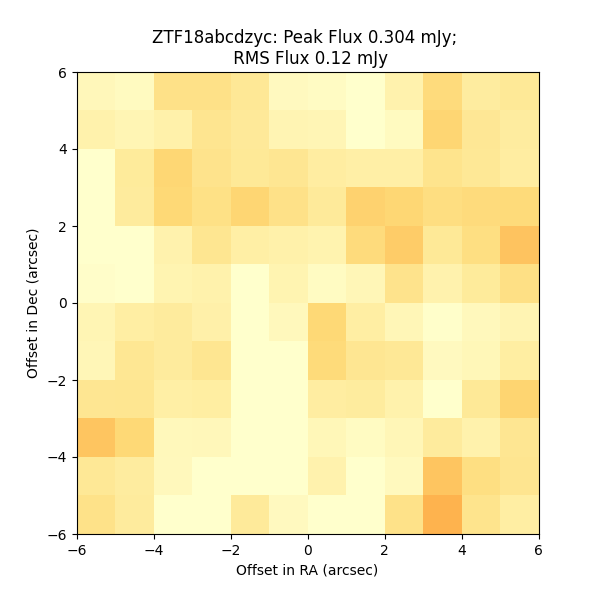 ZTF18abcdzyc: Peak Flux 0.304 mJy;
RMS Flux 0.12 mJy
6
4
2
0
−2
−4
−6
Offset in Dec (arcsec)
−6 −4 −2 0 2 4 6
Offset in RA (arcsec)